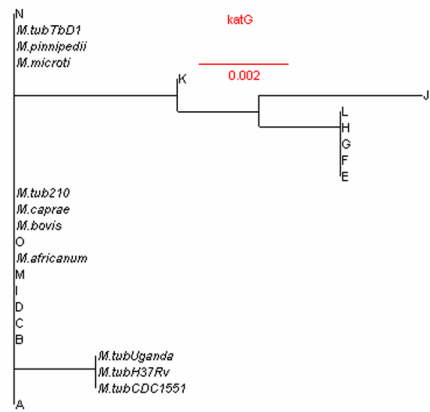 N
M.tubTbD1
M.pinnipedii
M.microti
katG
0.002
K
J
L
H
G
F
E
M.tub210
M.caprae
M.bovis
O
M.africanum
M
I
D
C
B
M.tubUganda
M.tubH37Rv
M.tubCDC1551
A